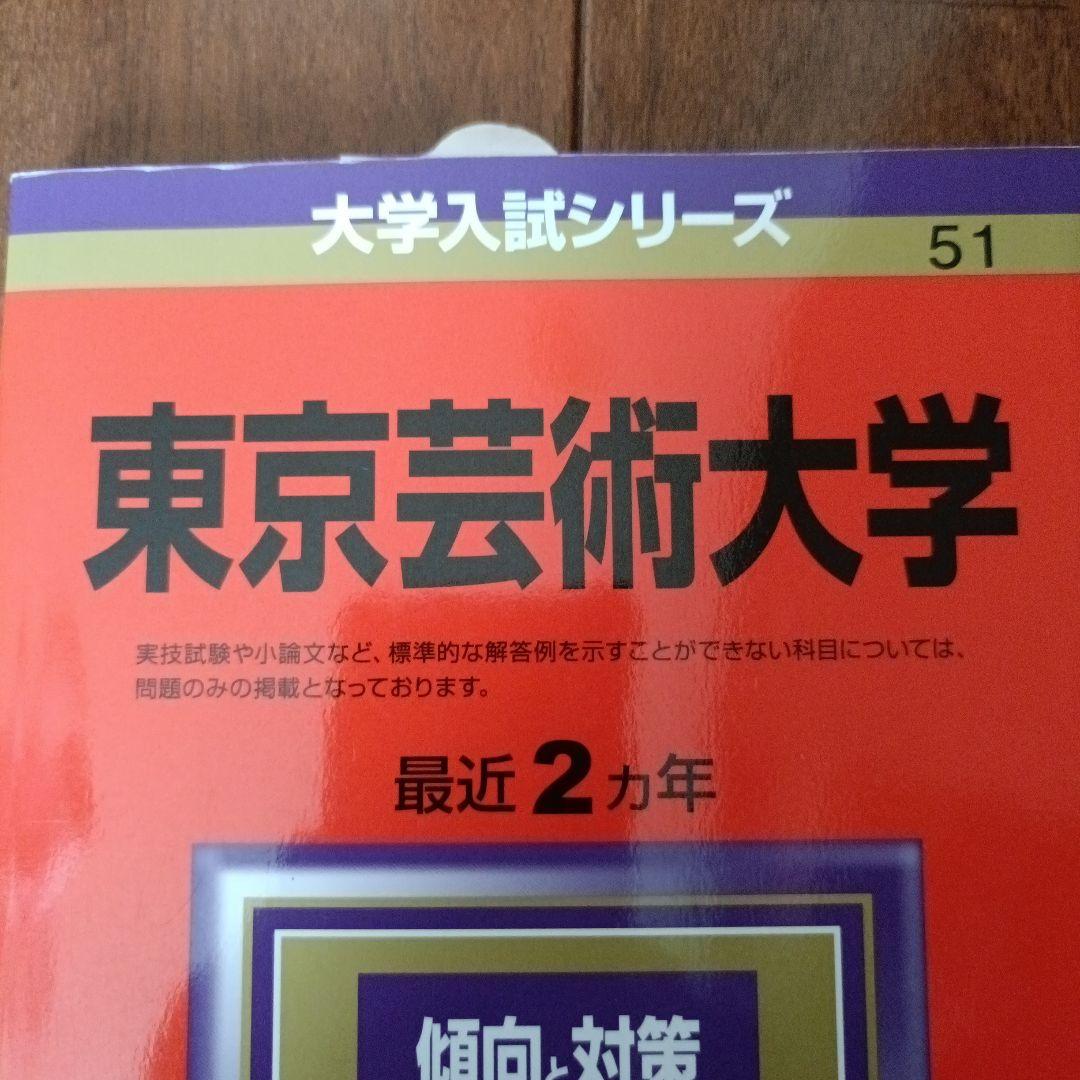 大学入試シリーズ
51
東京芸術大学
実技試験や小論文など、標準的な解答例を示すことができない科目については、
問題のみの掲載となっております。
最近2カ年
傾向と対策